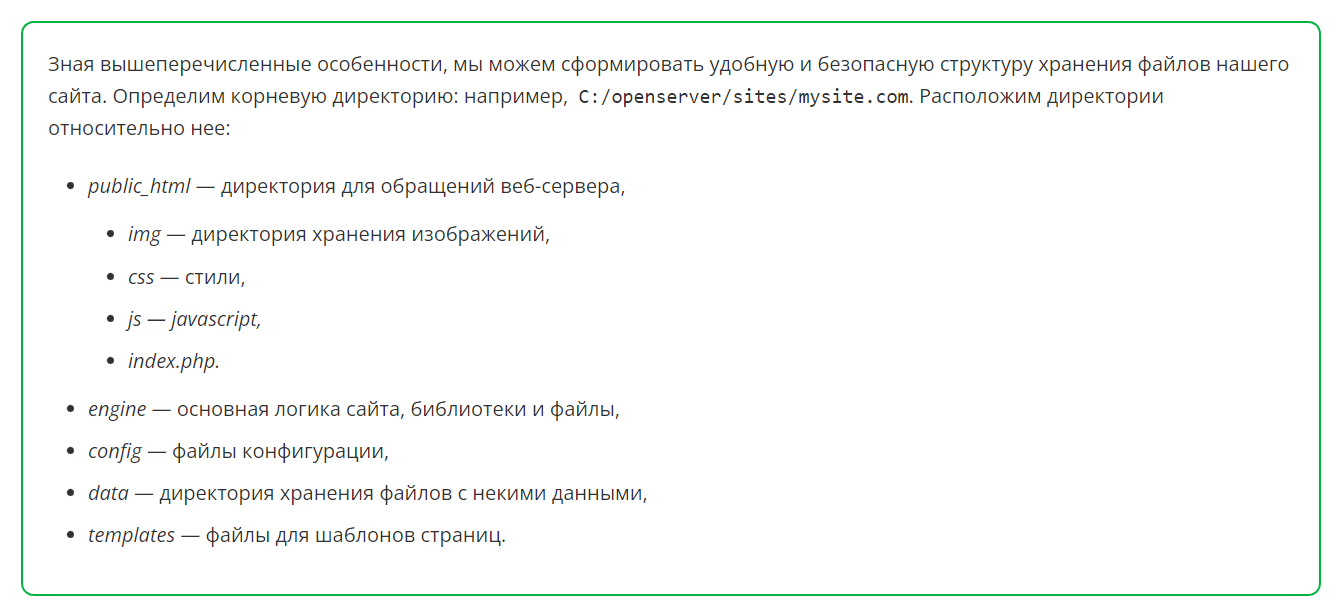 Зная вышеперечисленные особенности, мы можем сформировать удобную и безопасную структуру хранения файлов нашего
сайта. Определим корневую директорию: например, C:/openserver/sites/mysite.com. Расположим директории
относительно нее:
• public_html — директория для обращений веб-сервера,
• img — директория хранения изображений,
• css — стили,
• js — javascript,
• index.php.
• engine — основная логика сайта, библиотеки и файлы,
• config — файлы конфигурации,
• data — директория хранения файлов с некими данными,
• templates — файлы для шаблонов страниц.